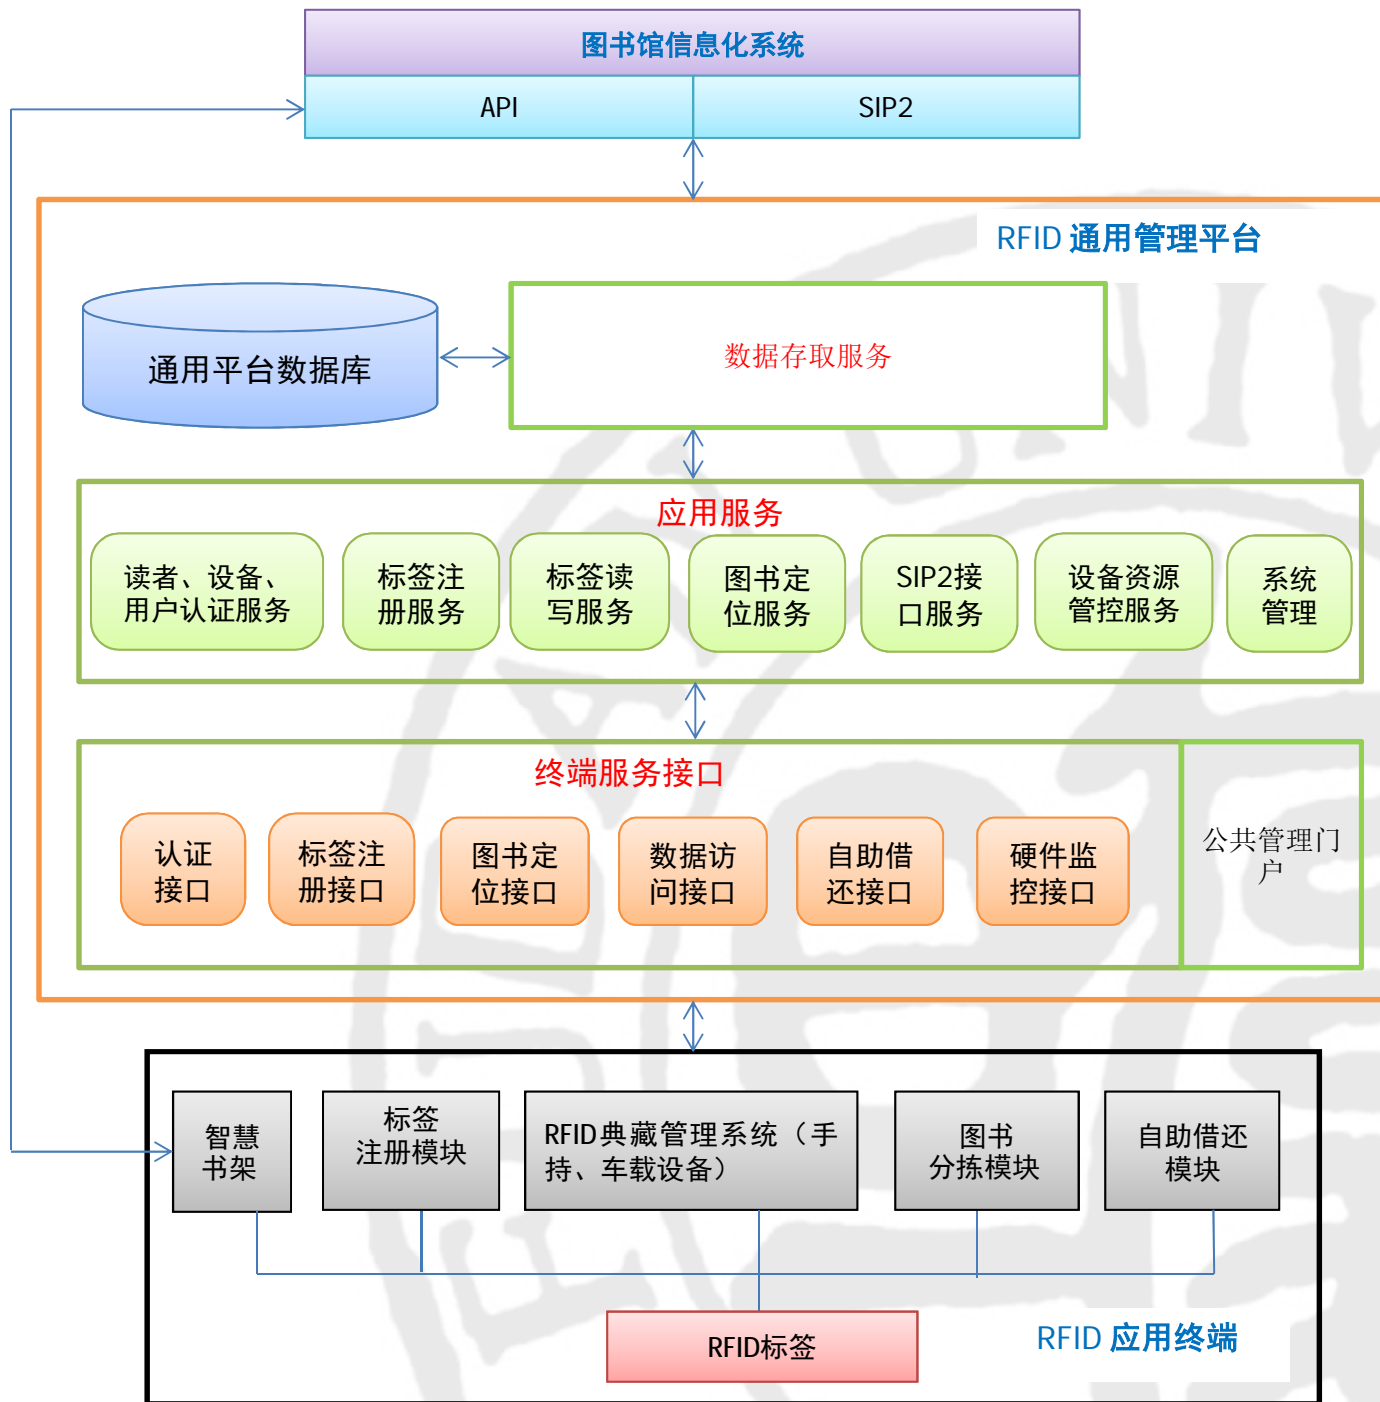 图书馆信息化系统
API
SIP2
RFID 通用管理平台
通用平台数据库
数据存取服务
应用服务
读者、设备、
用户认证服务
标签注
册服务
标签读
写服务
图书定
位服务
SIP2接
口服务
设备资源
管控服务
系统
管理
终端服务接口
认证
接口
标签注
册接口
图书定
位接口
数据访
问接口
自助借
还接口
硬件监
控接口
公共管理门
户
智慧
书架
标签
注册模块
RFID典藏管理系统（手
持、车载设备）
图书
分拣模块
自助借还
模块
RFID标签
RFID 应用终端